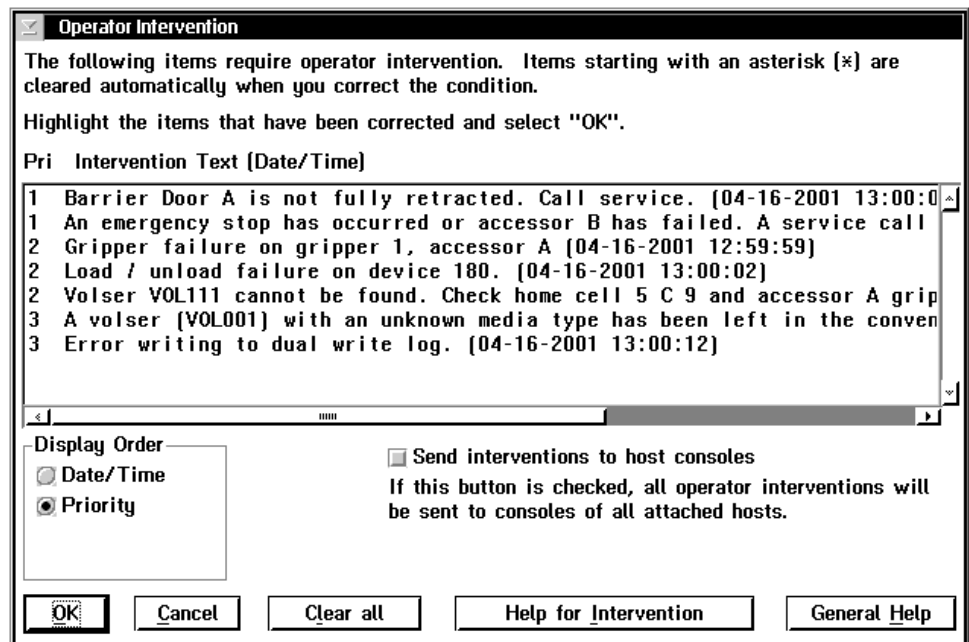 Operator Intervention
The following items require operator intervention. Items starting with an asterisk (*) are
cleared automatically when you correct the condition.
Highlight the items that have been corrected and select "OK".
Pri Intervention Text (Date/Time)
1 Barrier Door A is not fully retracted. Call service. (04-16-2001 13:00:0
1 An emergency stop has occurred or accessor B has failed. A service call
2 Gripper failure on gripper 1, accessor A (04-16-2001 12:59:59)
2 Load / unload failure on device 180. (04-16-2001 13:00:02)
2 Volser VOL111 cannot be found. Check home cell 5 C 9 and accessor A grip
3 A volser (VOL001) with an unknown media type has been left in the conven
3 Error writing to dual write log. (04-16-2001 13:00:12)
Display Order
Date/Time
Priority
Send interventions to host consoles
If this button is checked, all operator interventions will
be sent to consoles of all attached hosts.
OK Cancel Clear all Help for Intervention General Help